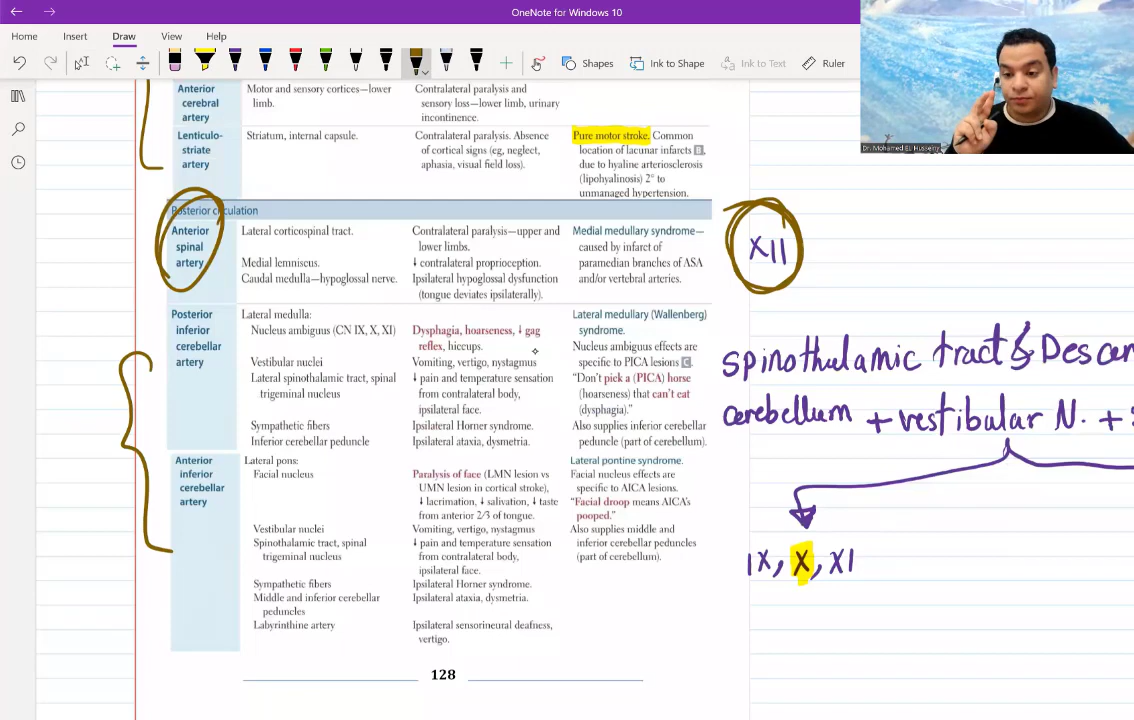 OneNote for Windows 10
Home Insert Draw View Help
Shapes Ink to Shape Ink to Text Ruler
Dr. Mohamed EL Husseiny
Anterior cerebral artery
Motor and sensory cortices—lower limb.
Contralateral paralysis and sensory loss—lower limb, urinary incontinence.
Lenticulo-striate artery
Striatum, internal capsule.
Contralateral paralysis. Absence of cortical signs (eg, neglect, aphasia, visual field loss).
Pure motor stroke. Common location of lacunar infarcts B, due to hyaline arteriosclerosis (lipohyalinosis) 2° to unmanaged hypertension.
Posterior circulation
Anterior spinal artery
Lateral corticospinal tract.
Contralateral paralysis—upper and lower limbs.
Medial lemniscus.
↓ contralateral proprioception.
Caudal medulla—hypoglossal nerve.
Ipsilateral hypoglossal dysfunction (tongue deviates ipsilaterally).
Medial medullary syndrome—caused by infarct of paramedian branches of ASA and/or vertebral arteries.
XII
Posterior inferior cerebellar artery
Lateral medulla:
Nucleus ambiguus (CN IX, X, XI)
Dysphagia, hoarseness, ↓ gag reflex, hiccups.
Vestibular nuclei
Vomiting, vertigo, nystagmus
Lateral spinothalamic tract, spinal trigeminal nucleus
↓ pain and temperature sensation from contralateral body, ipsilateral face.
Sympathetic fibers
Ipsilateral Horner syndrome.
Inferior cerebellar peduncle
Ipsilateral ataxia, dysmetria.
Lateral medullary (Wallenberg) syndrome.
Nucleus ambiguus effects are specific to PICA lesions C.
“Don’t pick a (PICA) horse (hoarseness) that can’t eat (dysphagia).”
Also supplies inferior cerebellar peduncle (part of cerebellum).
spinothalamic tract & Descen
cerebellum + vestibular N. +
IX, X, XI
Anterior inferior cerebellar artery
Lateral pons:
Facial nucleus
Paralysis of face (LMN lesion vs UMN lesion in cortical stroke), ↓ lacrimation, ↓ salivation, ↓ taste from anterior 2/3 of tongue.
Vestibular nuclei
Vomiting, vertigo, nystagmus
Spinothalamic tract, spinal trigeminal nucleus
↓ pain and temperature sensation from contralateral body, ipsilateral face.
Sympathetic fibers
Ipsilateral Horner syndrome.
Middle and inferior cerebellar peduncles
Ipsilateral ataxia, dysmetria.
Labyrinthine artery
Ipsilateral sensorineural deafness, vertigo.
Lateral pontine syndrome.
Facial nucleus effects are specific to AICA lesions.
“Facial droop means AICA’s pooped.”
Also supplies middle and inferior cerebellar peduncles (part of cerebellum).
128